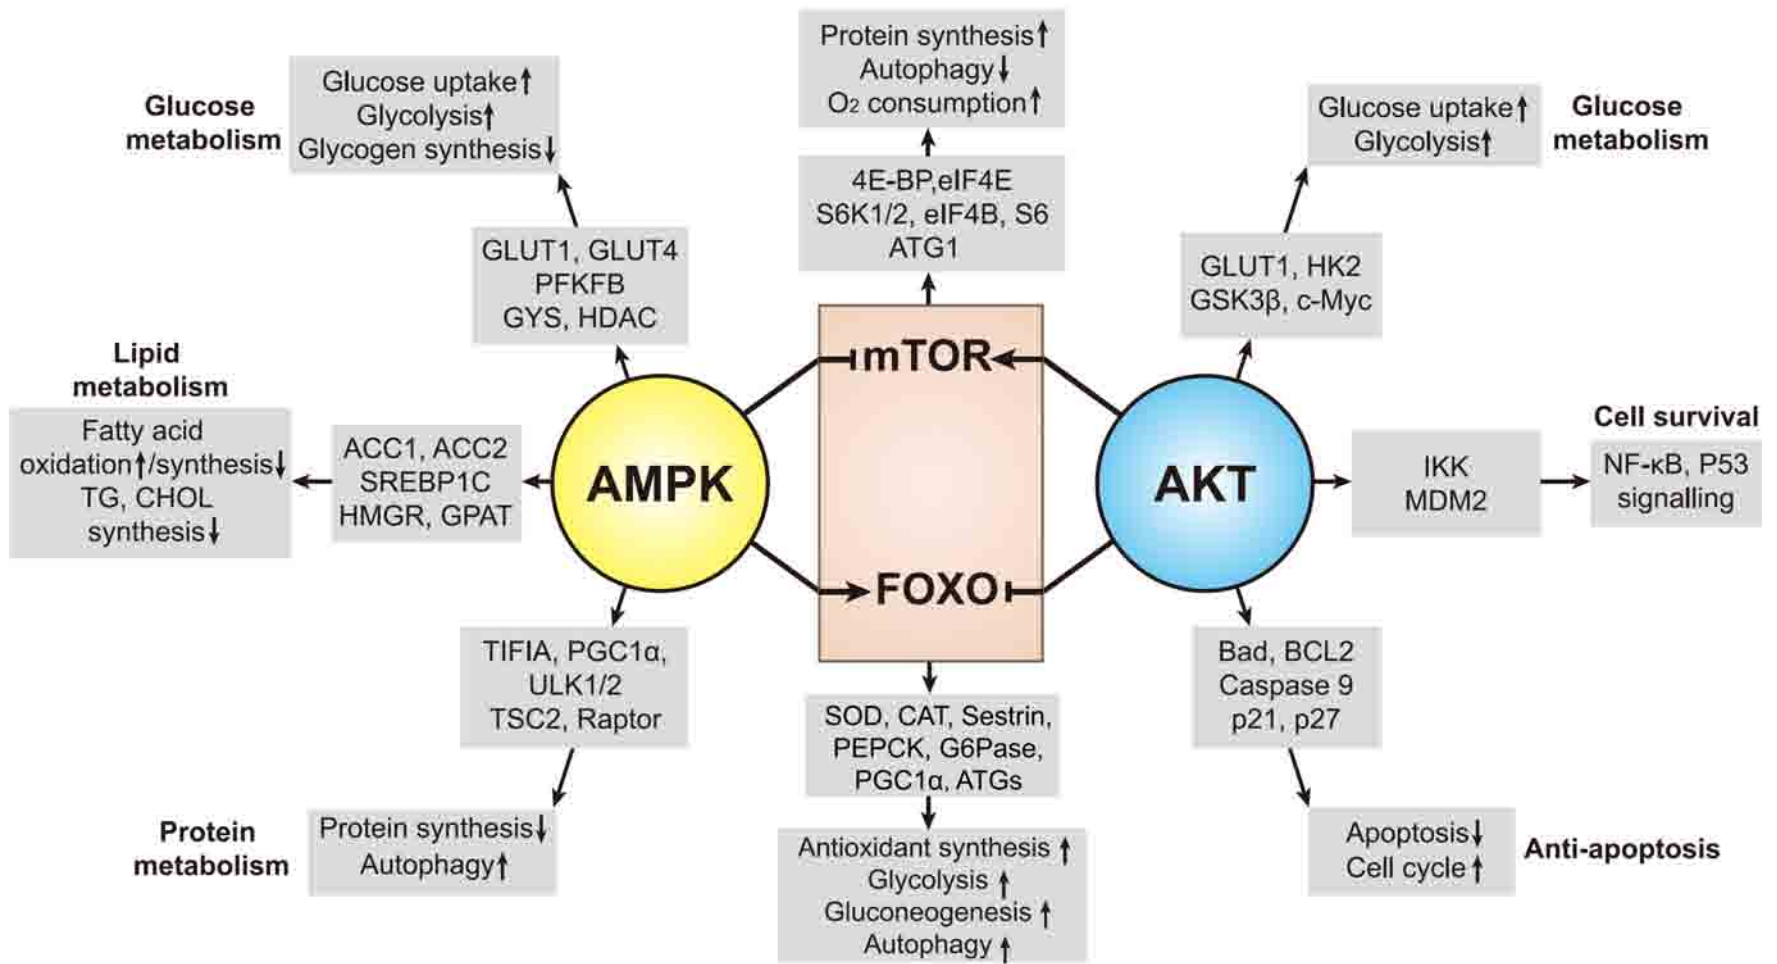 Protein synthesis↑
Autophagy↓
O2 consumption↑
4E-BP,eIF4E
S6K1/2, eIF4B, S6
ATG1
Glucose
metabolism
Glucose uptake↑
Glycolysis↑
Glycogen synthesis↓
GLUT1, GLUT4
PFKFB
GYS, HDAC
Glucose uptake↑
Glycolysis↑
Glucose
metabolism
GLUT1, HK2
GSK3β, c-Myc
Lipid
metabolism
Fatty acid
oxidation↑/synthesis↓
TG, CHOL
synthesis↓
ACC1, ACC2
SREBP1C
HMGR, GPAT
AMPK
mTOR
FOXO
AKT
IKK
MDM2
Cell survival
NF-κB, P53
signalling
TIFIA, PGC1α,
ULK1/2
TSC2, Raptor
Protein
metabolism
Protein synthesis↓
Autophagy↑
SOD, CAT, Sestrin,
PEPCK, G6Pase,
PGC1α, ATGs
Antioxidant synthesis ↑
Glycolysis ↑
Gluconeogenesis ↑
Autophagy ↑
Bad, BCL2
Caspase 9
p21, p27
Apoptosis↓
Cell cycle↑
Anti-apoptosis